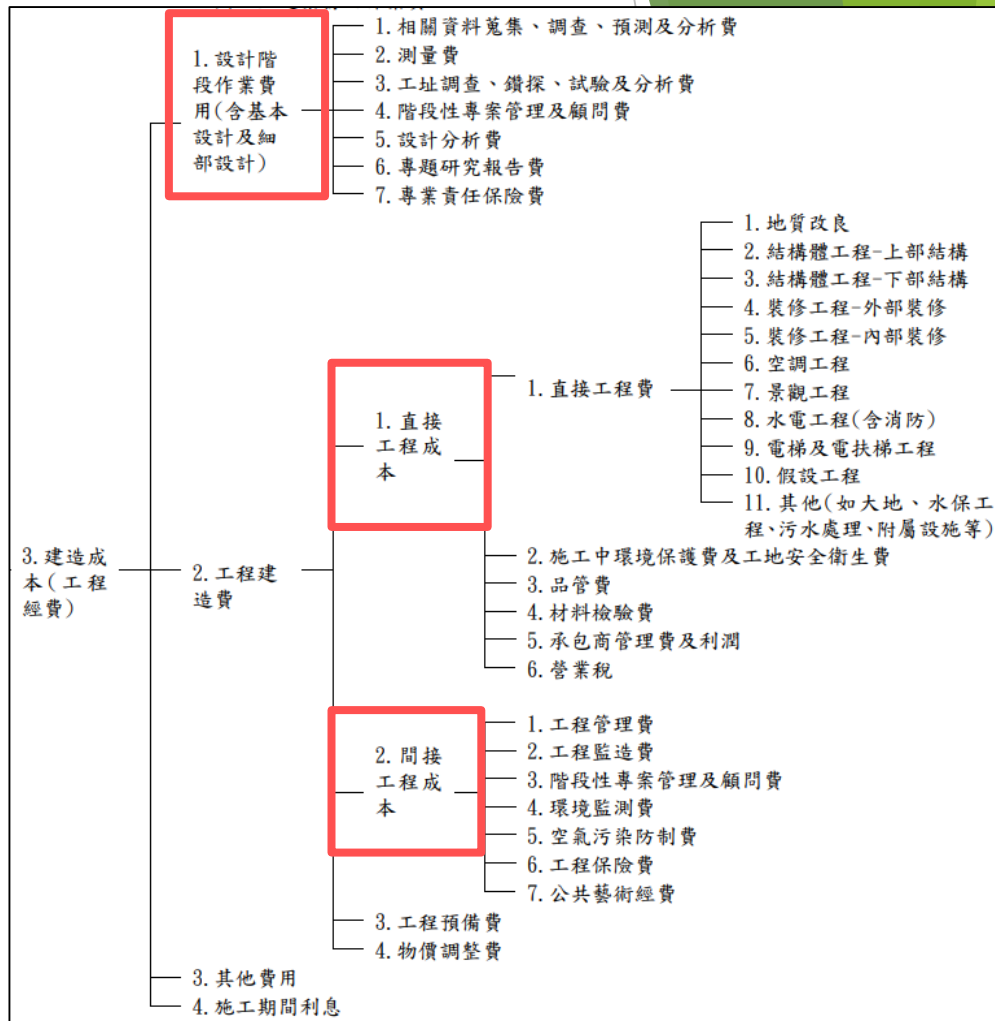 1.設計階
段作業費
用(含基本
設計及細
部設計)
1.相關資料蒐集、調查、預測及分析費
2.測量費
3.工址調查、鑽探、試驗及分析費
4.階段性專案管理及顧問費
5.設計分析費
6.專題研究報告費
7.專業責任保險費
3.建造成
本(工程
經費)
2.工程建
造費
1.直接
工程成
本
1.直接工程費
1.地質改良
2.結構體工程-上部結構
3.結構體工程-下部結構
4.裝修工程-外部裝修
5.裝修工程-內部裝修
6.空調工程
7.景觀工程
8.水電工程(含消防)
9.電梯及電扶梯工程
10.假設工程
11.其他(如大地、水保工
程、污水處理、附屬設施等)
2.施工中環境保護費及工地安全衛生費
3.品管費
4.材料檢驗費
5.承包商管理費及利潤
6.營業稅
2.間接
工程成
本
1.工程管理費
2.工程監造費
3.階段性專案管理及顧問費
4.環境監測費
5.空氣污染防制費
6.工程保險費
7.公共藝術經費
3.工程預備費
4.物價調整費
3.其他費用
4.施工期間利息